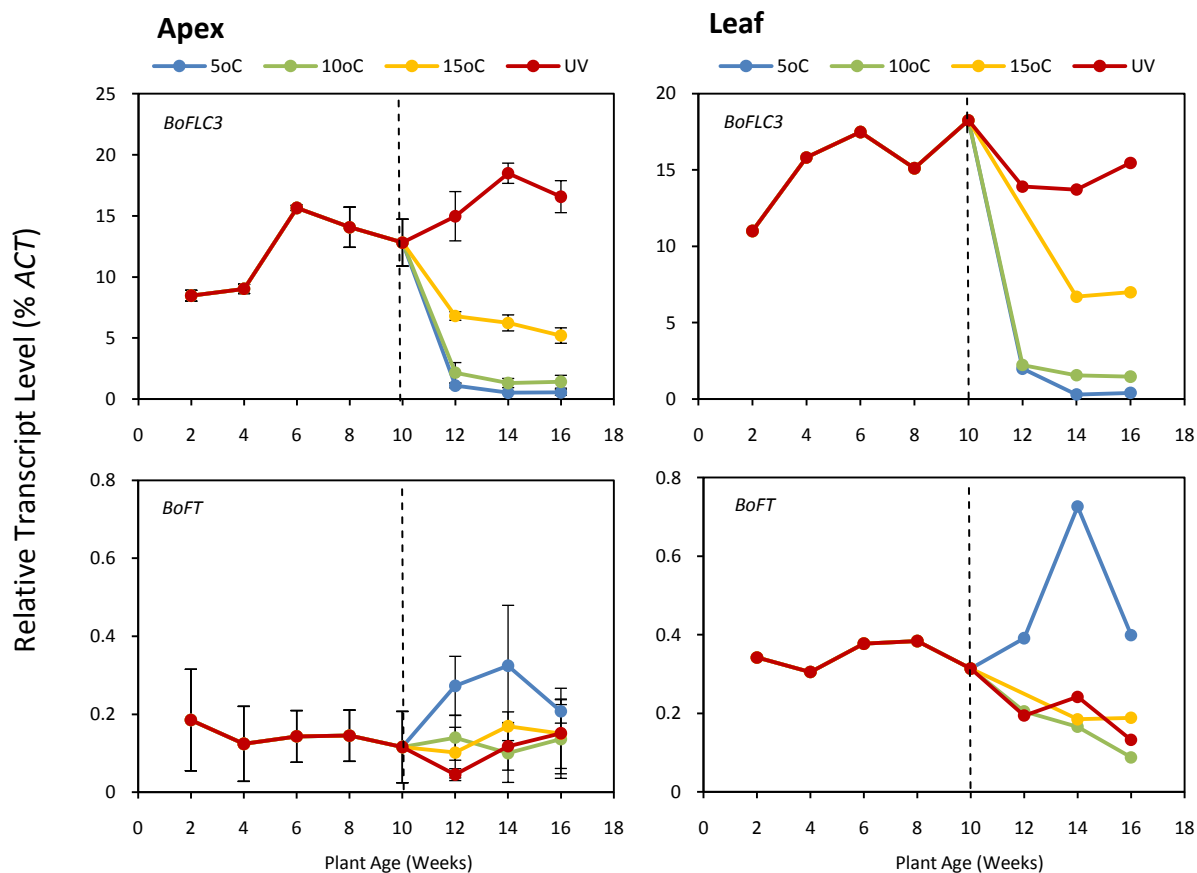 Apex
Leaf
5oC 10oC 15oC UV
5oC 10oC 15oC UV
Relative Transcript Level (% ACT)
25
20
15
10
5
0
BoFLC3
0 2 4 6 8 10 12 14 16 18
20
15
10
5
0
BoFLC3
0 2 4 6 8 10 12 14 16 18
0.8
0.6
0.4
0.2
0
BoFT
0 2 4 6 8 10 12 14 16 18
Plant Age (Weeks)
0.8
0.6
0.4
0.2
0
BoFT
0 2 4 6 8 10 12 14 16 18
Plant Age (Weeks)